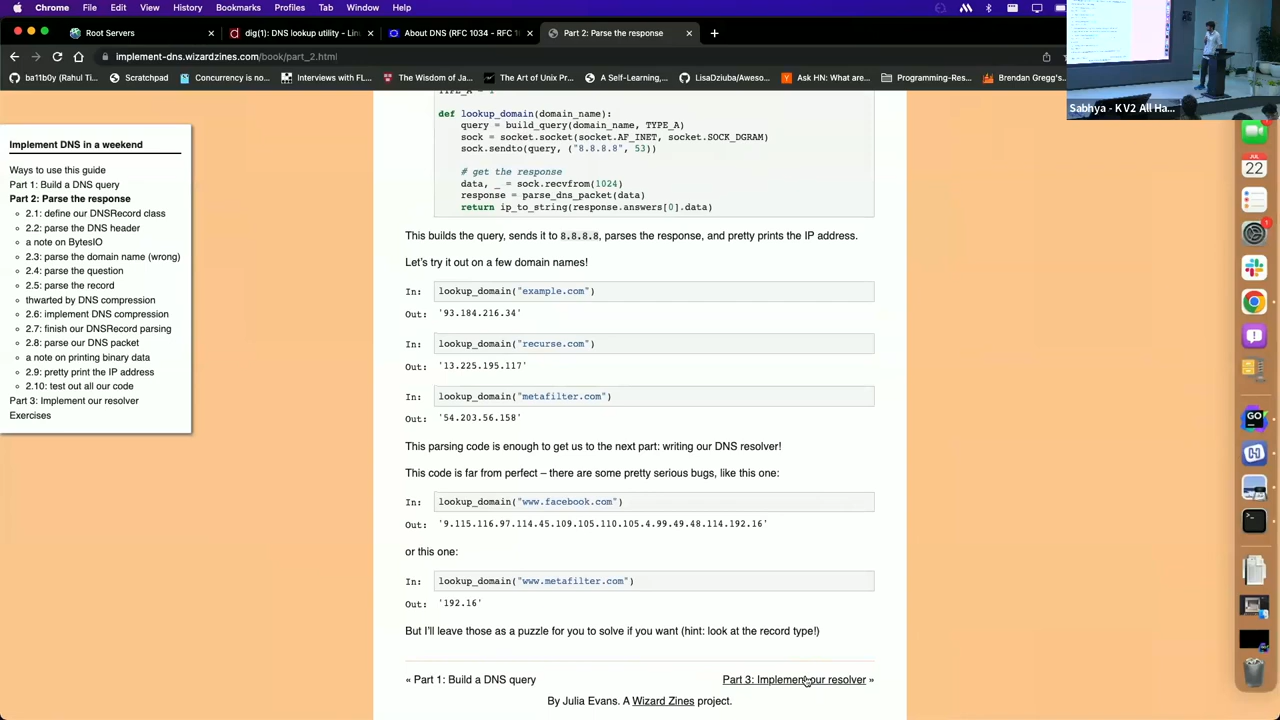 Chrome File Edit View History Bookmarks Profiles Tab Window Help
Root Servers
dig(1): DNS lookup utility - Lin
Parse the respons
implement-dns.wizardzines.com/book/part_2.html
ba11b0y (Rahul Ti...
Scratchpad
Concurrency is no...
Interviews with FL...
The Protocol of Ja...
The Art of Unix Pr...
A Self-Learning,...
LisaDziuba/Aweso...
Ask HN: What are...
Programming-Res...
Brendan Gregg's...
Sabhya - K V2 All Ha...
Implement DNS in a weekend
Ways to use this guide
Part 1: Build a DNS query
Part 2: Parse the response
2.1: define our DNSRecord class
2.2: parse the DNS header
a note on BytesIO
2.3: parse the domain name (wrong)
2.4: parse the question
2.5: parse the record
thwarted by DNS compression
2.6: implement DNS compression
2.7: finish our DNSRecord parsing
2.8: parse our DNS packet
a note on printing binary data
2.9: pretty print the IP address
2.10: test out all our code
Part 3: Implement our resolver
Exercises
lookup_domain(domain_name):
query = build_query(domain_name, TYPE_A)
sock = socket.socket(socket.AF_INET, socket.SOCK_DGRAM)
sock.sendto(query, ("8.8.8.8", 53))
# get the response
data, _ = sock.recvfrom(1024)
response = parse_dns_packet(data)
return ip_to_string(response.answers[0].data)
This builds the query, sends it to 8.8.8.8, parses the response, and pretty prints the IP address.
Let's try it out on a few domain names!
In: lookup_domain("example.com")
Out: '93.184.216.34'
In: lookup_domain("recurse.com")
Out: '13.225.195.117'
In: lookup_domain("metafilter.com")
Out: '54.203.56.158'
This parsing code is enough to get us to the next part: writing our DNS resolver!
This code is far from perfect – there are some pretty serious bugs, like this one:
In: lookup_domain("www.facebook.com")
Out: '9.115.116.97.114.45.109.105.110.105.4.99.49.48.114.192.16'
or this one:
In: lookup_domain("www.metafilter.com")
Out: '192.16'
But I'll leave those as a puzzle for you to solve if you want (hint: look at the record type!)
« Part 1: Build a DNS query
Part 3: Implement our resolver »
By Julia Evans. A Wizard Zines project.
JUL
22
GO